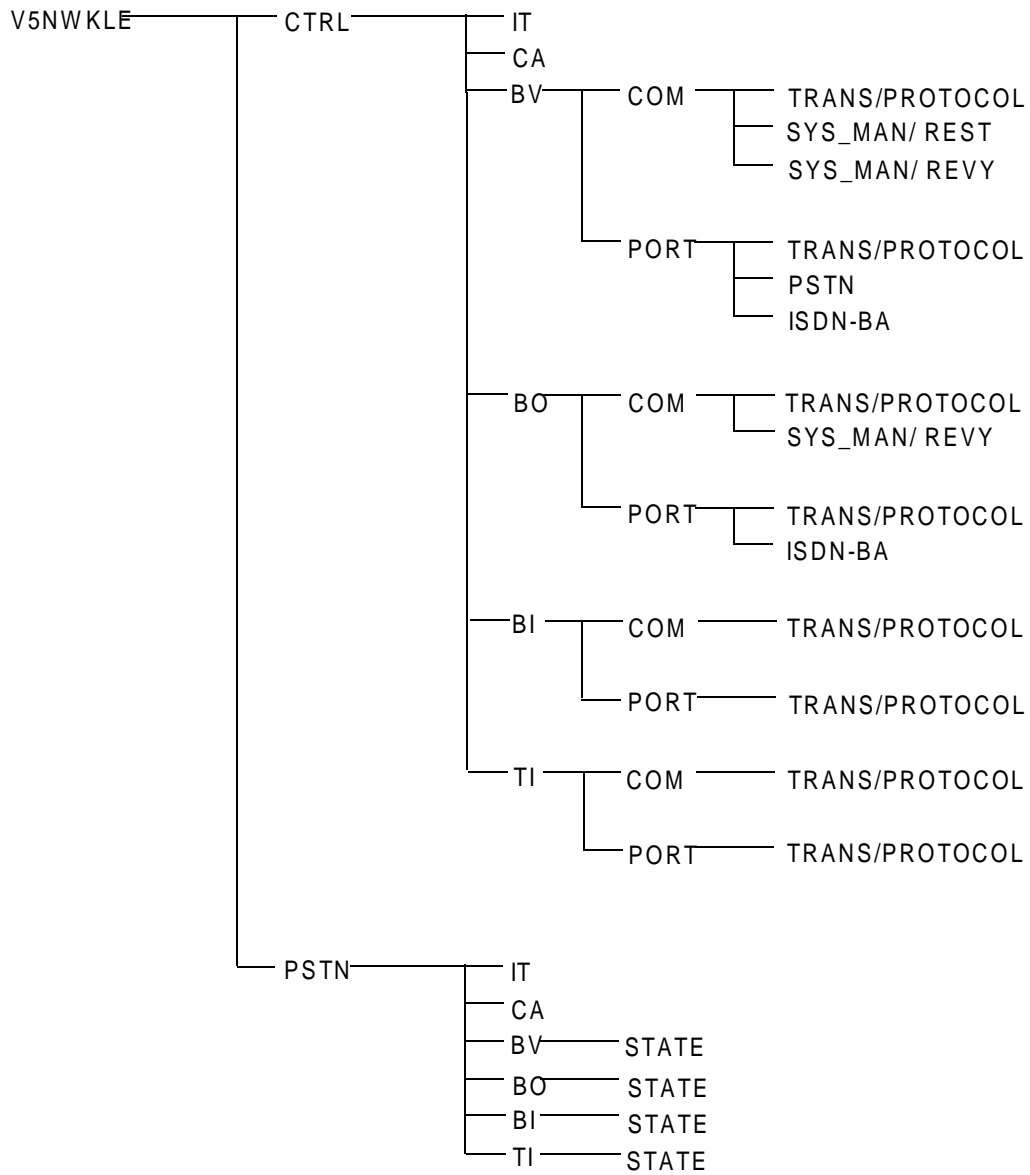 V5NWKLE CTRL IT
CA
BV COM TRANS/PROTOCOL
SYS_MAN/ REST
SYS_MAN/ REVY
PORT TRANS/PROTOCOL
PSTN
ISDN-BA
BO COM TRANS/PROTOCOL
SYS_MAN/ REVY
PORT TRANS/PROTOCOL
ISDN-BA
BI COM TRANS/PROTOCOL
PORT TRANS/PROTOCOL
TI COM TRANS/PROTOCOL
PORT TRANS/PROTOCOL
PSTN IT
CA
BV STATE
BO STATE
BI STATE
TI STATE